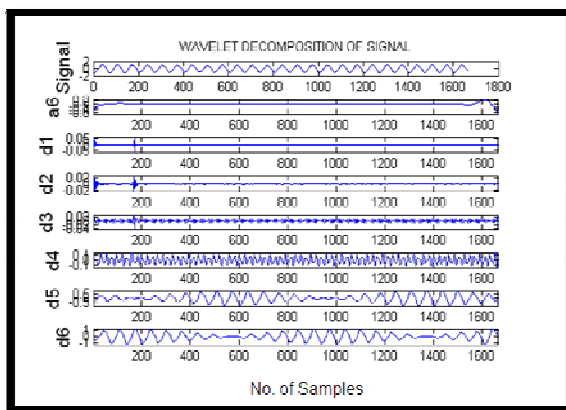 WAVELET DECOMPOSITION OF SIGNAL
Signal
2
0
-2
0 200 400 600 800 1000 1200 1400 1600 1800
a6
200 400 600 800 1000 1200 1400 1600
d1
0.05
-0.05
200 400 600 800 1000 1200 1400 1600
d2
200 400 600 800 1000 1200 1400 1600
d3
200 400 600 800 1000 1200 1400 1600
d4
200 400 600 800 1000 1200 1400 1600
d5
200 400 600 800 1000 1200 1400 1600
d6
200 400 600 800 1000 1200 1400 1600
No. of Samples